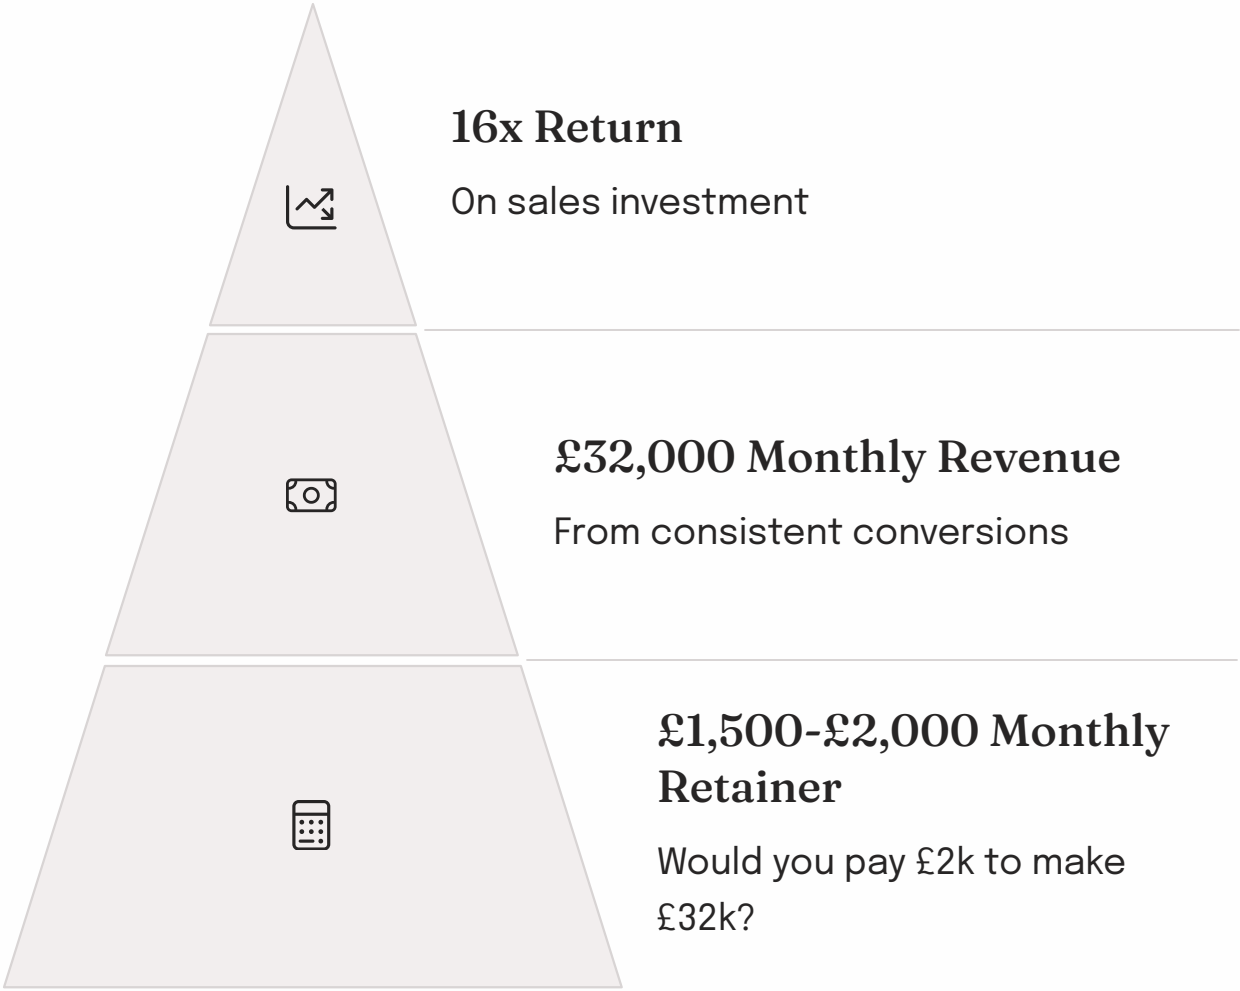 16x Return
On sales investment
£32,000 Monthly Revenue
From consistent conversions
£1,500-£2,000 Monthly
Retainer
Would you pay £2k to make
£32k?